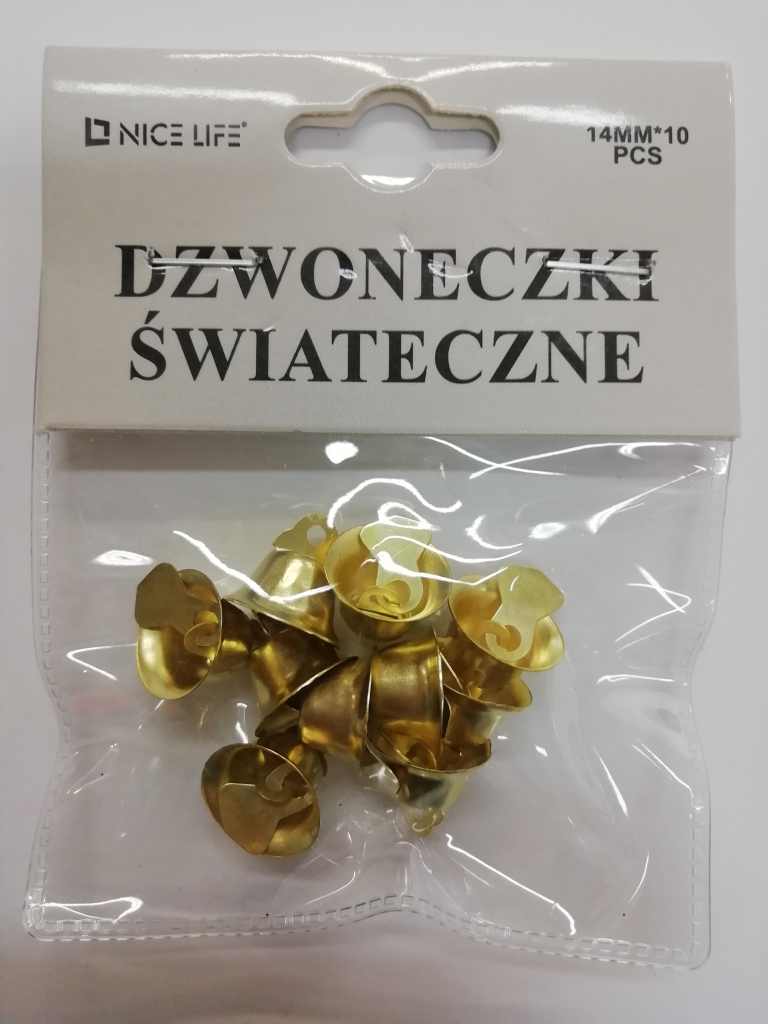 NICE LIFE®
14MM*10
PCS
DZWONECZKI
ŚWIATECZNE